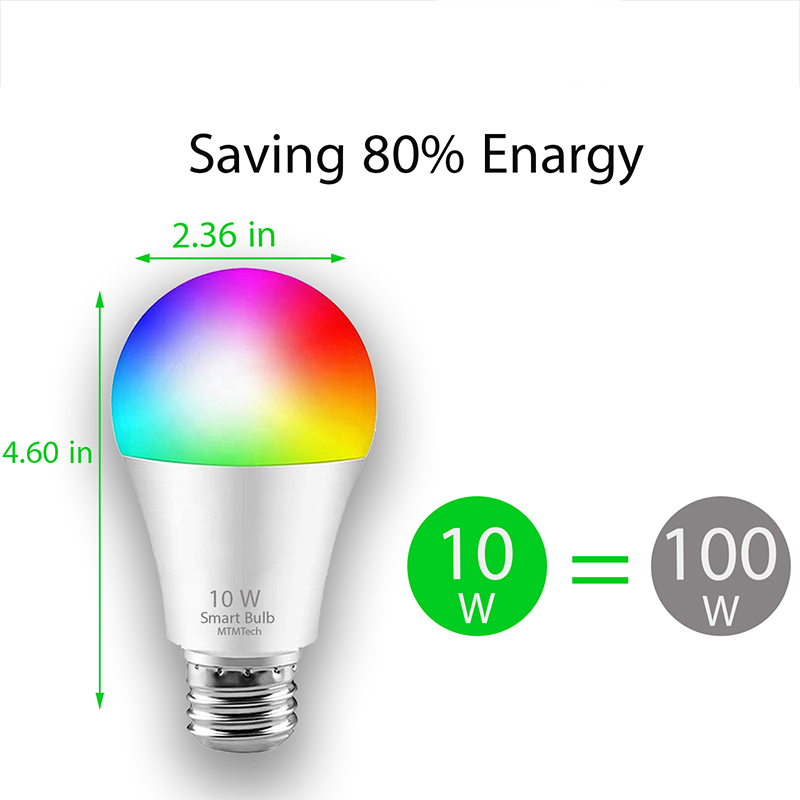 Saving 80% Enargy
2.36 in
4.60 in
10 W
Smart Bulb
MTMTech
10
W
=
100
W